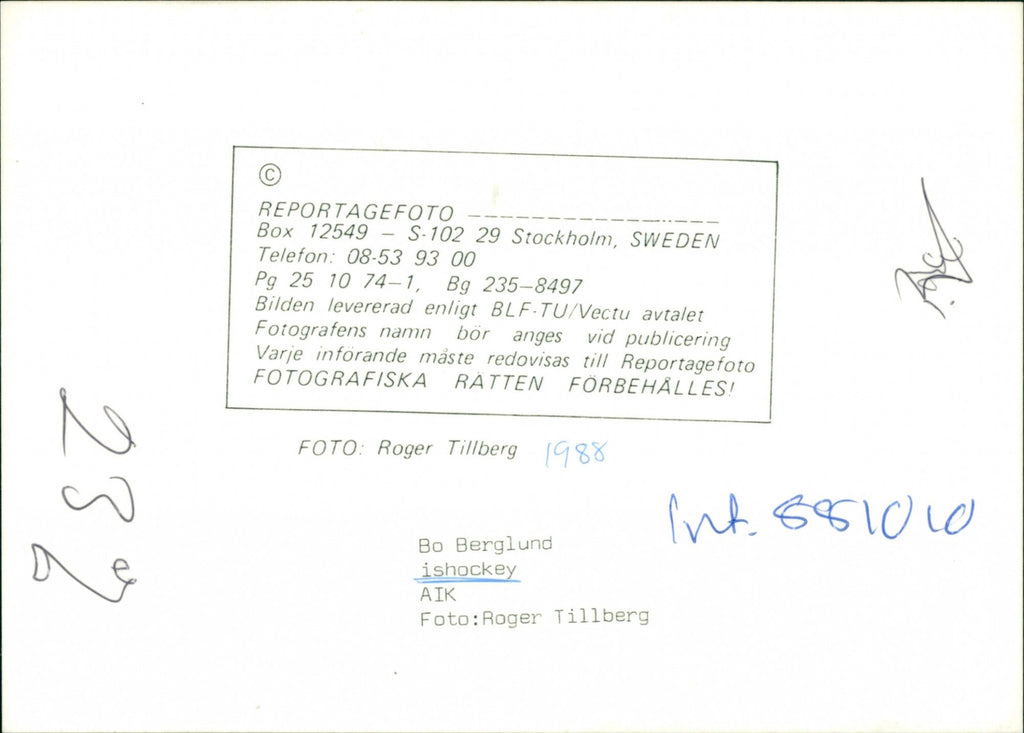 ©
REPORTAGEFOTO
Box 12549 – S-102 29 Stockholm, SWEDEN
Telefon: 08-53 93 00
Pg 25 10 74–1, Bg 235–8497
Bilden levererad enligt BLF-TU/Vectu avtalet
Fotografens namn bör anges vid publicering
Varje införande måste redovisas till Reportagefoto
FOTOGRAFISKA RÄTTEN FÖRBEHÅLLES!
FOTO: Roger Tillberg 1988
Int. 881010
Bo Berglund
ishockey
AIK
Foto:Roger Tillberg